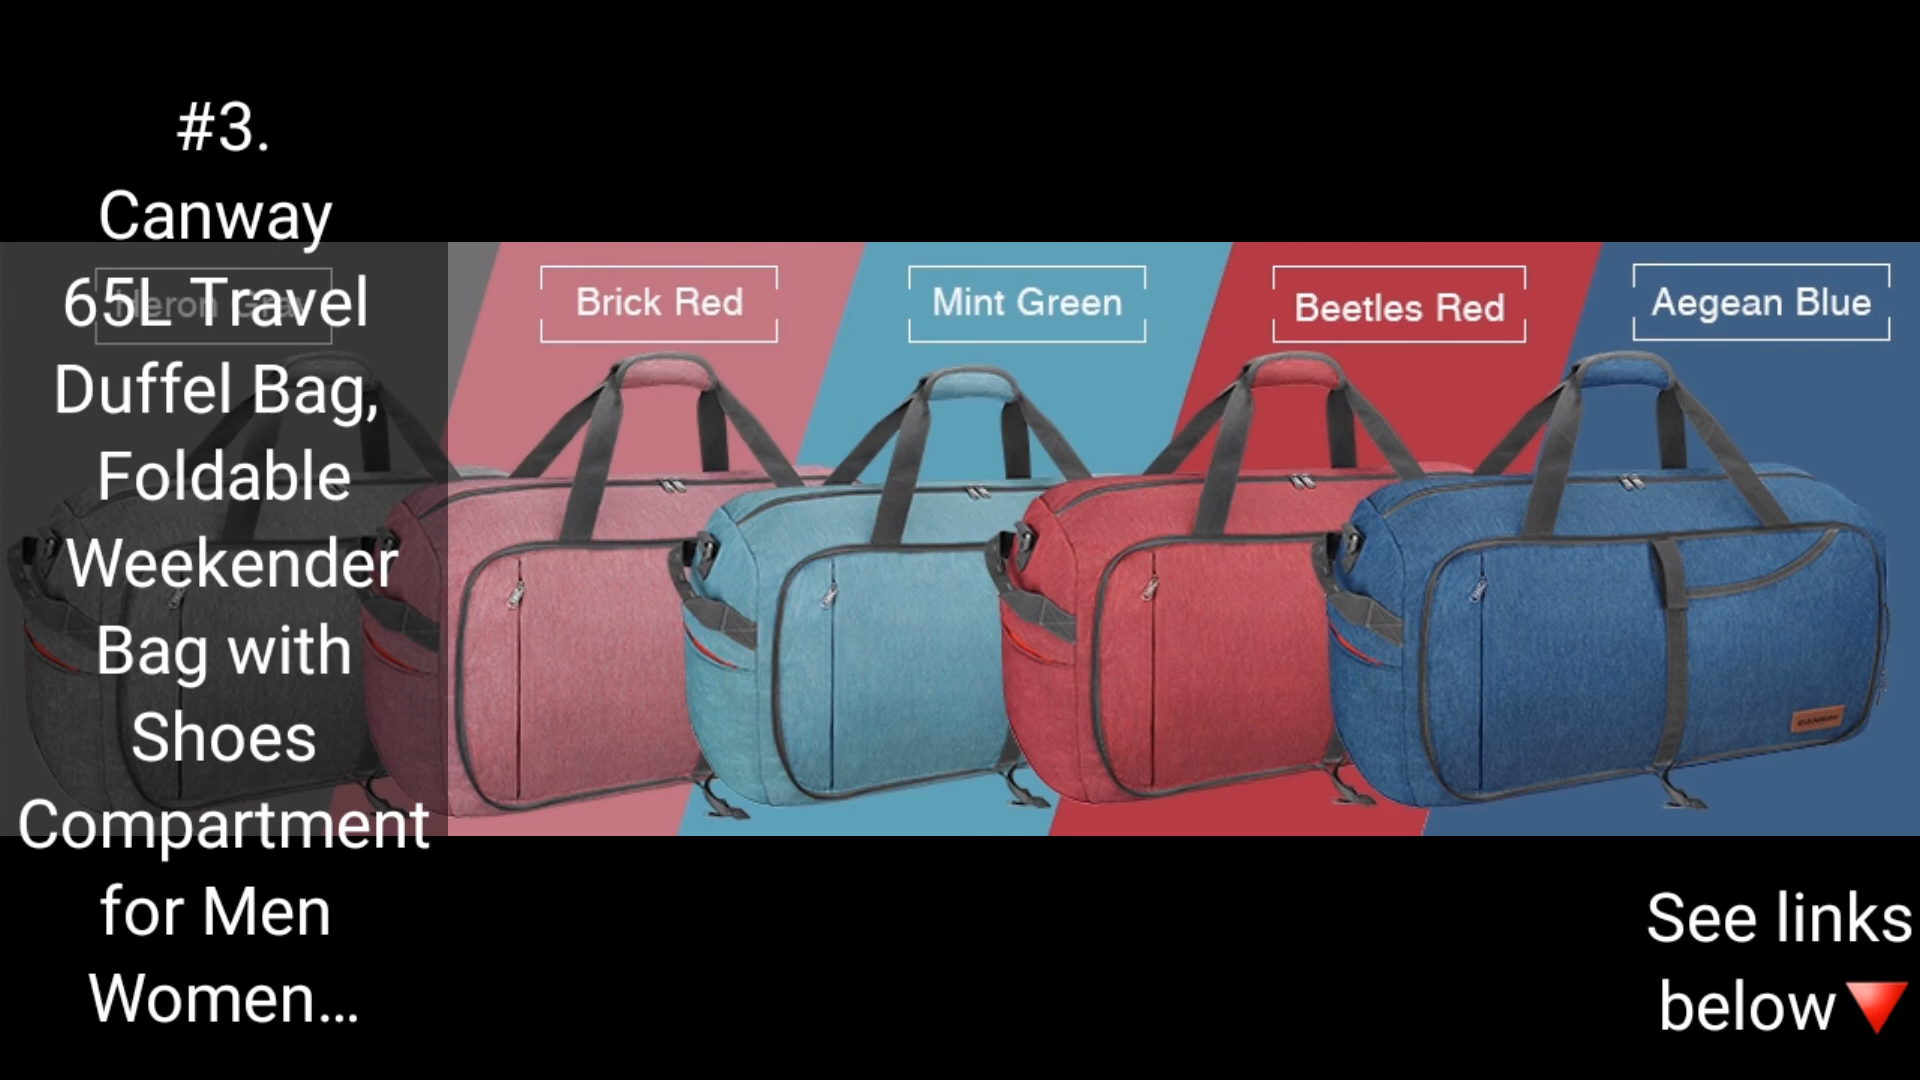 #3.
Canway
65L Travel
Duffel Bag,
Foldable
Weekender
Bag with
Shoes
Compartment
for Men
Women...
Brick Red
Mint Green
Beetles Red
Aegean Blue
See links
below